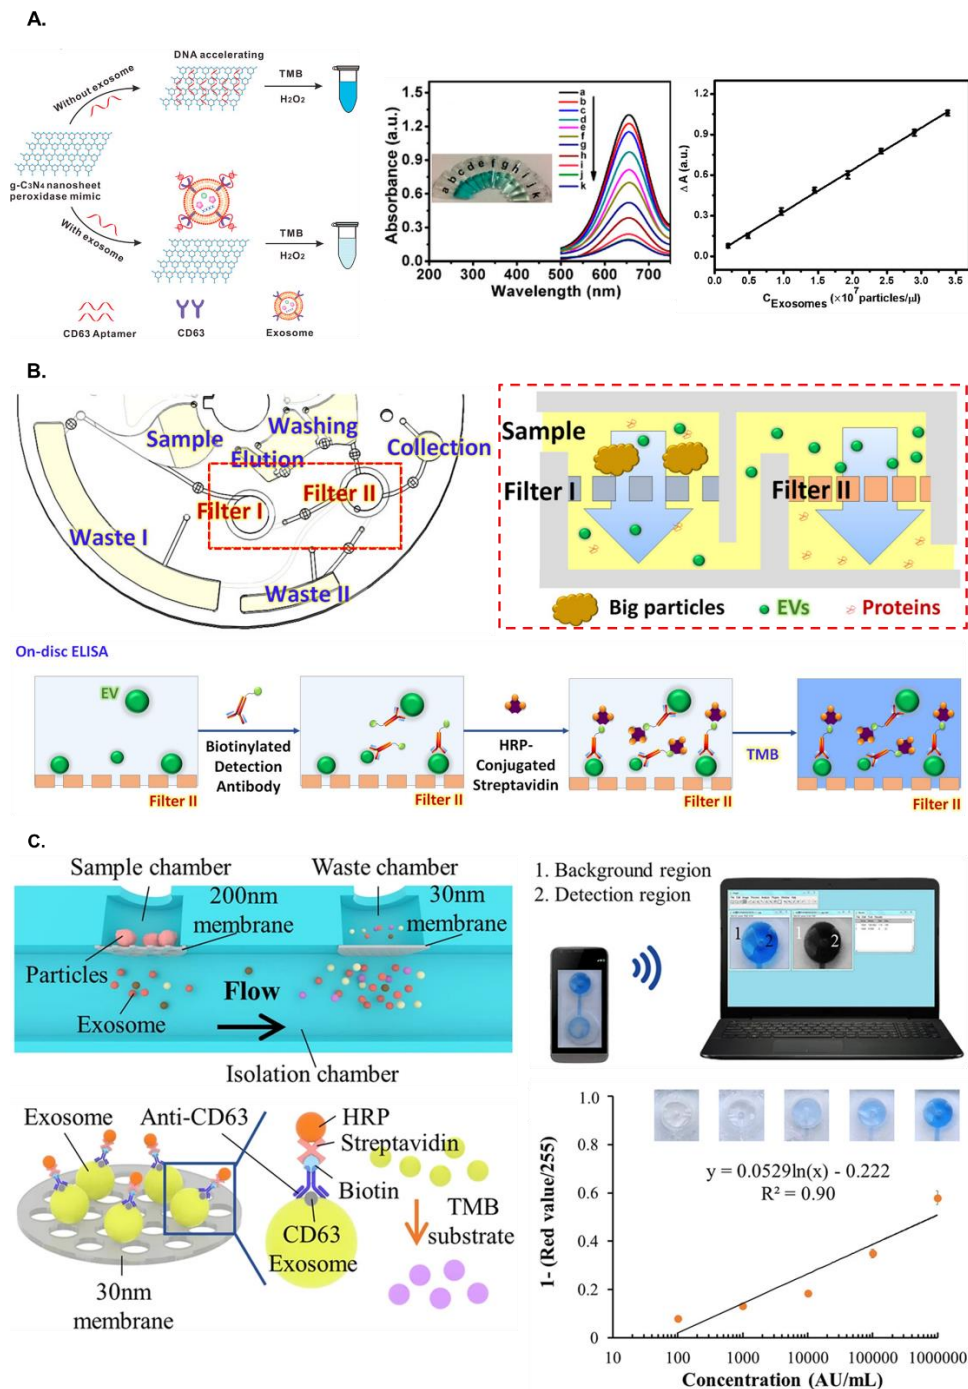 A.
Without exosome
DNA accelerating
TMB
H2O2
g-C3N4 nanosheet
peroxidase mimic
With exosome
TMB
H2O2
CD63 Aptamer
CD63
Exosome
Absorbance (a.u.)
1.5
1.2
0.9
0.6
0.3
0.0
a
b
c
d
e
f
g
h
i
j
k
a b c d e f g h i j k
200 300 400 500 600 700
Wavelength (nm)
Δ A (a.u.)
1.2
0.9
0.6
0.3
0.0
0.0 0.5 1.0 1.5 2.0 2.5 3.0 3.5
CExosomes (×10⁷ particles/μl)
B.
Sample
Washing
Elution
Collection
Filter I
Filter II
Waste I
Waste II
Sample
Filter I
Filter II
Big particles
EVs
Proteins
On-disc ELISA
EV
Filter II
Biotinylated
Detection
Antibody
Filter II
HRP-
Conjugated
Streptavidin
Filter II
TMB
Filter II
C.
Sample chamber
200nm
membrane
Waste chamber
30nm
membrane
Particles
Exosome
Flow
Isolation chamber
1. Background region
2. Detection region
1
2
1
2
Exosome
Anti-CD63
HRP
Streptavidin
Biotin
CD63
Exosome
TMB
substrate
30nm
membrane
1- (Red value/255)
1
0.8
0.6
0.4
0.2
0
y = 0.0529ln(x) - 0.222
R² = 0.90
10 100 1000 10000 100000 1000000
Concentration (AU/mL)